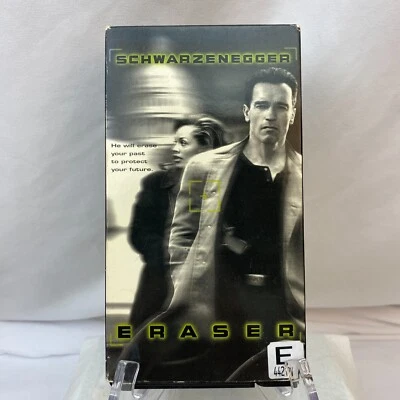 SCHWARZENEGGER
He will erase
your past
to protect
your future.
ERASER
E